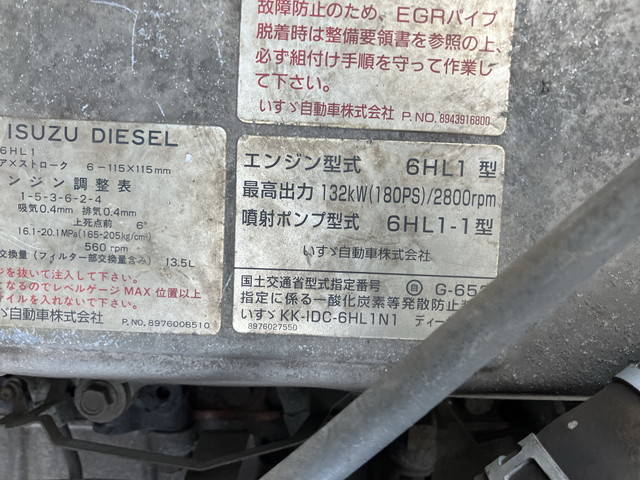 故障防止のため、EGRパイプ
脱着時は整備要領書を参照の上、
必ず組付け手順を守って作業し
て下さい。
いすゞ自動車株式会社 P.NO. 8943916800
ISUZU DIESEL
6HL1
アメストローク 6-115×115mm
ンジン調整表
1-5-3-6-2-4
吸気0.4mm 排気0.4mm
上死点前 6°
16.1-20.1MPa(165-205kg/cm²)
560 rpm
交換量(フィルター部交換量含み) 13.5L
を抜いて注入して下さい。
なくともレベルゲージMAX位置以上
イルを入れないで下さい。
自動車株式会社 P.NO. 8976008510
エンジン型式 6HL1 型
最高出力 132kW(180PS)/2800rpm
噴射ポンプ型式 6HL1-1型
いすゞ自動車株式会社
国土交通省型式指定番号 自 G-652
指定に係る一酸化炭素等発散防止
いすゞ KK-IDC-6HL1N1 ディー
8976027550